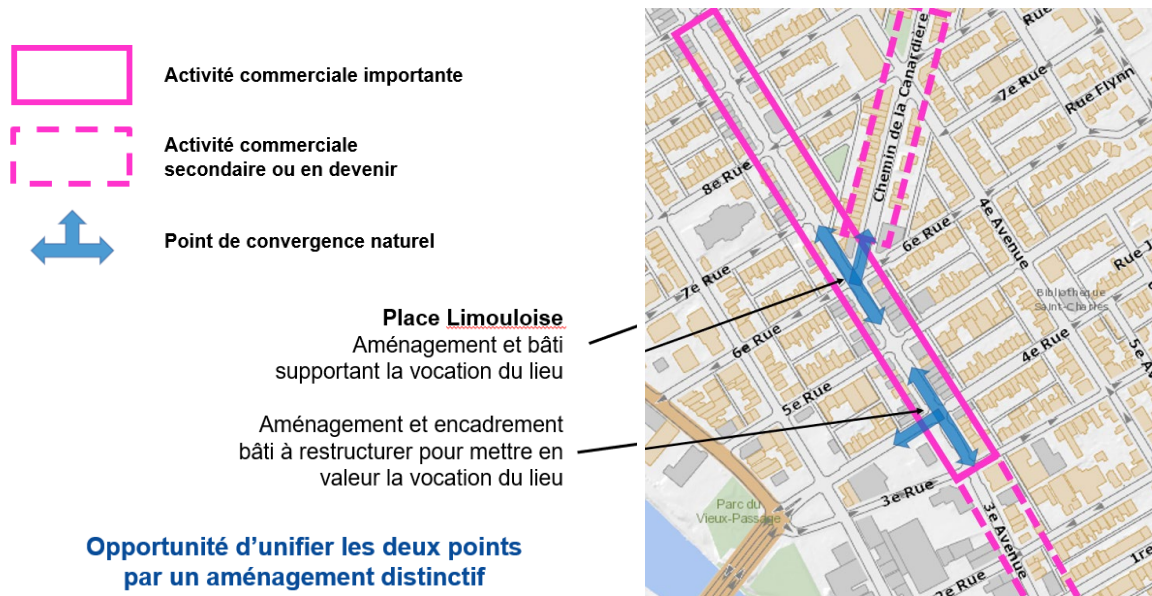 Activité commerciale importante
Activité commerciale
secondaire ou en devenir
Point de convergence naturel
Place Limouloise
Aménagement et bâti
supportant la vocation du lieu
Aménagement et encadrement
bâti à restructurer pour mettre en
valeur la vocation du lieu
Opportunité d’unifier les deux points
par un aménagement distinctif
Rue
Chemin de la Canardière
7e Rue
Rue Flynn
8e Rue
4e Avenue
6e Rue
Rue J
7e Rue
Bibliothèque
Saint-Charles
6e Rue
4e Rue
5e Av
5e Rue
3e Rue
Parc du
Vieux-Passage
3e Avenue
1re
2e Rue